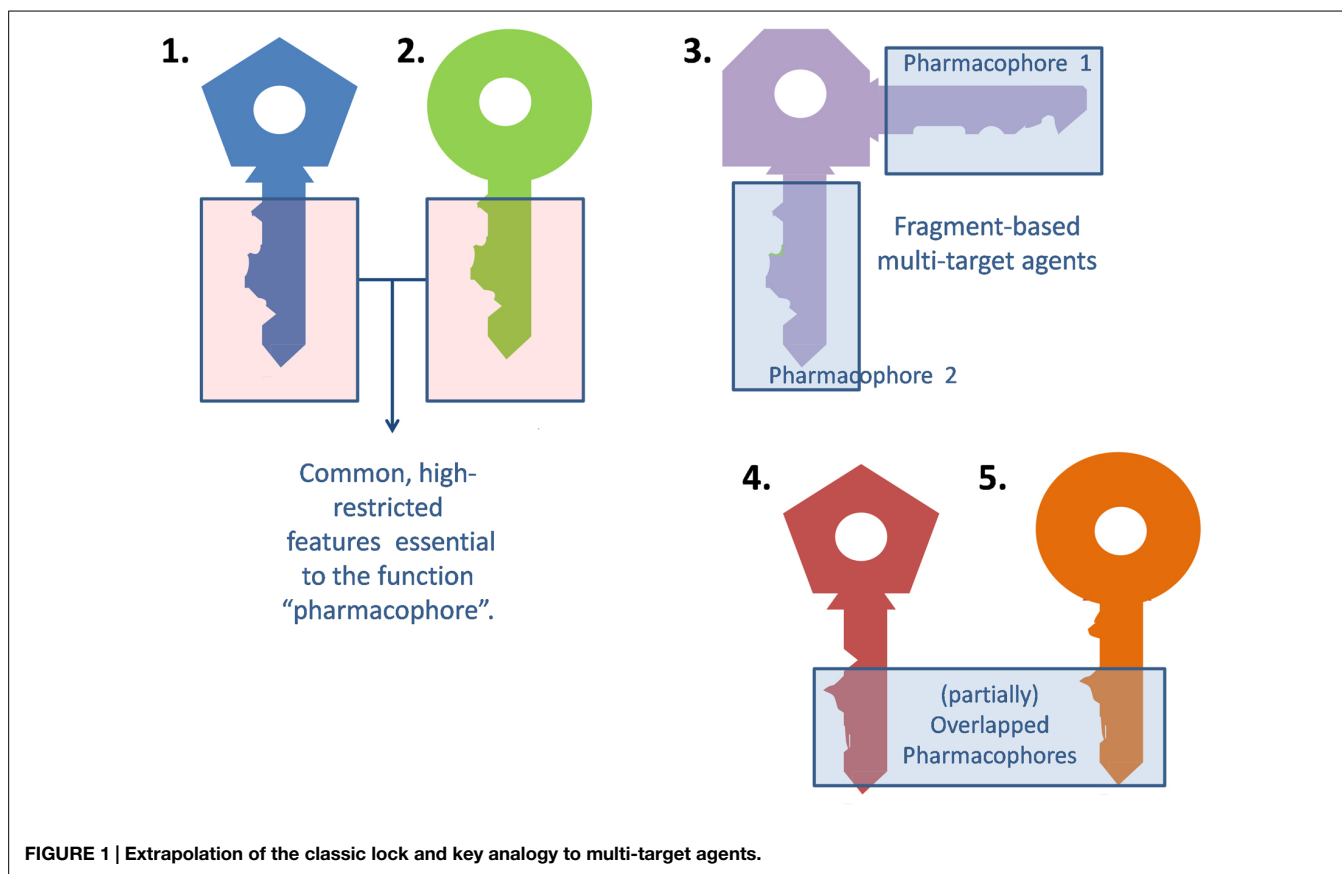 1.
2.
Common, high-
restricted
features essential
to the function
“pharmacophore”.
3.
Pharmacophore 1
Fragment-based
multi-target agents
Pharmacophore 2
4.
5.
(partially)
Overlapped
Pharmacophores
FIGURE 1 | Extrapolation of the classic lock and key analogy to multi-target agents.